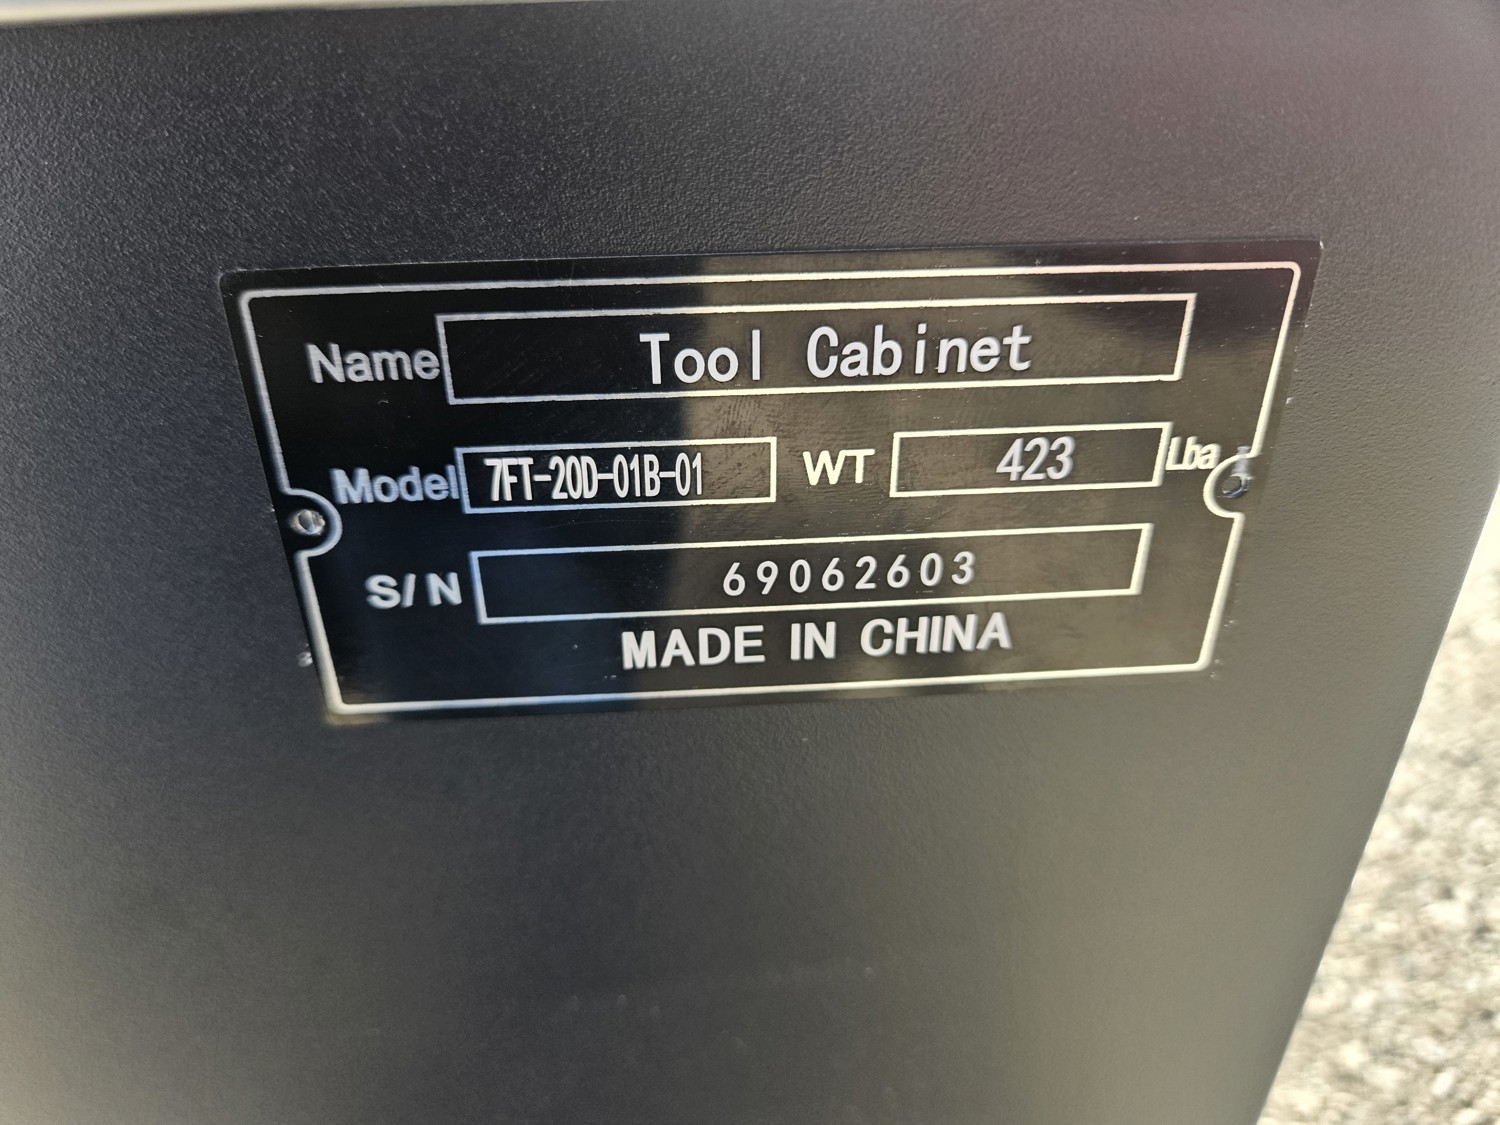 Name Tool Cabinet
Model 7FT-20D-01B-01 WT 423 Lba
S/N 69062603
MADE IN CHINA